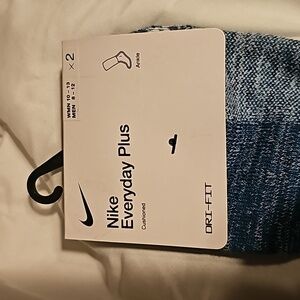 × 2
Ankle
WMN 10 - 13
MEN 8 - 12
Nike
Everyday Plus
Cushioned
DRI-FIT